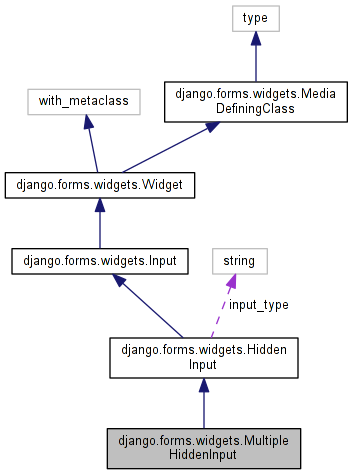 type
django.forms.widgets.Media
DefiningClass
with_metaclass
django.forms.widgets.Widget
django.forms.widgets.Input
string
input_type
django.forms.widgets.Hidden
Input
django.forms.widgets.Multiple
HiddenInput